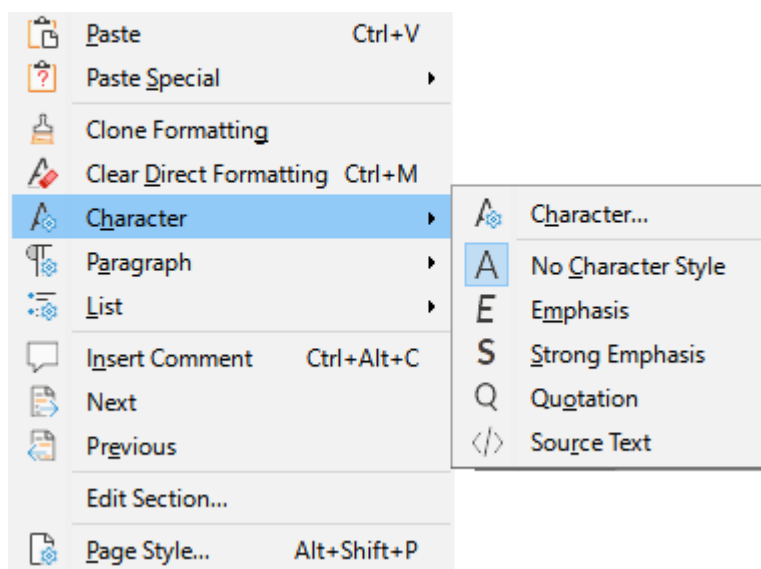 Paste Ctrl+V
Paste Special
Clone Formatting
Clear Direct Formatting Ctrl+M
Character
Paragraph
List
Insert Comment Ctrl+Alt+C
Next
Previous
Edit Section...
Page Style... Alt+Shift+P
Character...
A No Character Style
E Emphasis
S Strong Emphasis
Q Quotation
</> Source Text